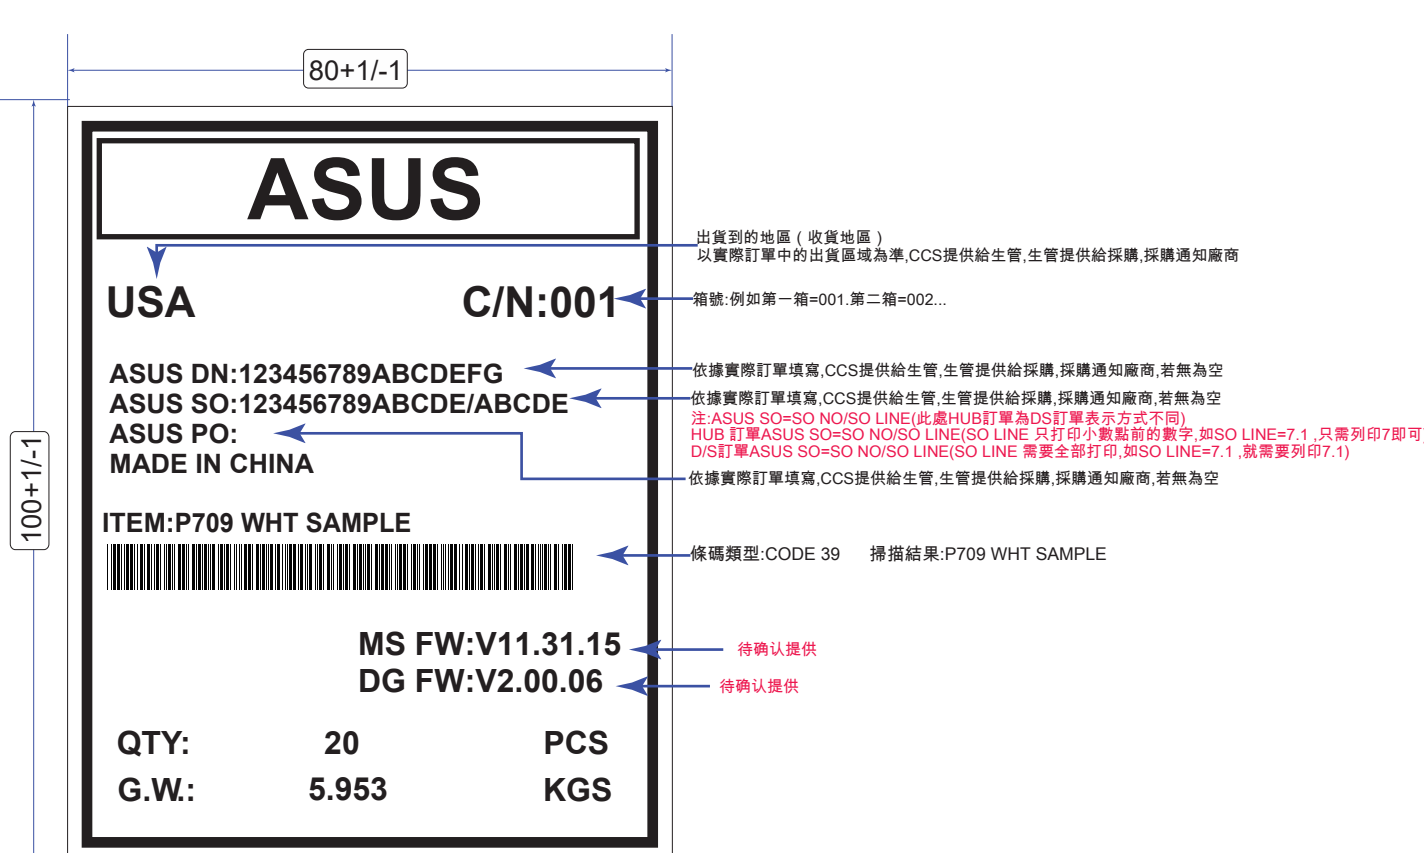 80+1/-1
100+1/-1
ASUS
出貨到的地區（收貨地區）
以實際訂單中的出貨區域為準,CCS提供給生管,生管提供給採購,採購通知廠商
USA
C/N:001
箱號:例如第一箱=001.第二箱=002...
ASUS DN:123456789ABCDEFG
依據實際訂單填寫,CCS提供給生管,生管提供給採購,採購通知廠商,若無為空
ASUS SO:123456789ABCDE/ABCDE
依據實際訂單填寫,CCS提供給生管,生管提供給採購,採購通知廠商,若無為空
注:ASUS SO=SO NO/SO LINE(此處HUB訂單為DS訂單表示方式不同)
HUB 訂單ASUS SO=SO NO/SO LINE(SO LINE 只打印小數點前的數字,如SO LINE=7.1 ,只需列印7即可
D/S訂單ASUS SO=SO NO/SO LINE(SO LINE 需要全部打印,如SO LINE=7.1 ,就需要列印7.1)
ASUS PO:
依據實際訂單填寫,CCS提供給生管,生管提供給採購,採購通知廠商,若無為空
MADE IN CHINA
ITEM:P709 WHT SAMPLE
條碼類型:CODE 39 掃描結果:P709 WHT SAMPLE
MS FW:V11.31.15
待确认提供
DG FW:V2.00.06
待确认提供
QTY: 20 PCS
G.W.: 5.953 KGS